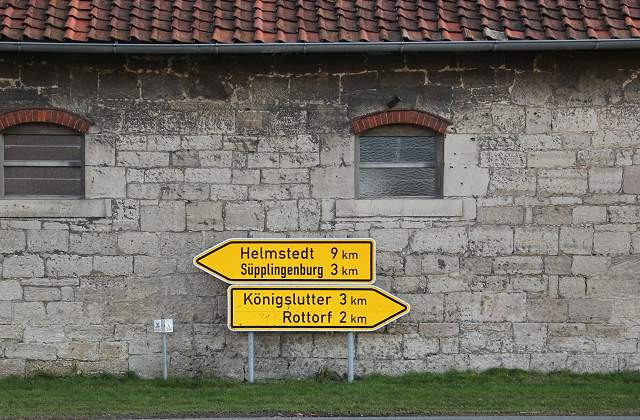 Helmstedt 9 km
Süpplingenburg 3 km
Königslutter 3 km
Rottorf 2 km